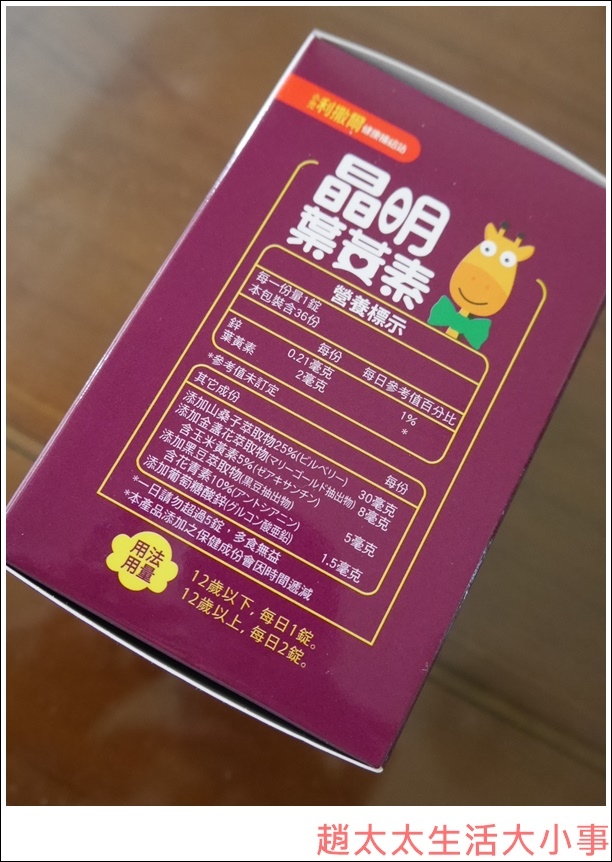 小兒利撒爾 健康補給站
晶明
葉黃素
營養標示
每一份量1錠
本包裝含36份
每份 每日參考值百分比
鋅 0.21毫克 1%
葉黃素 2毫克 *
*參考值未訂定
其它成份 每份
添加山桑子萃取物25%(ビルベリー) 30毫克
添加金盞花萃取物(マリーゴールド抽出物) 8毫克
含玉米黃素5%(ゼアキサンチン)
添加黑豆萃取物(黒豆抽出物) 5毫克
含花青素10%(アントシアニン)
添加葡萄糖酸鋅(グルコン酸亜鉛) 1.5毫克
*一日請勿超過5錠，多食無益
*本產品添加之保健成份會因時間遞減
用法
用量
12歲以下, 每日1錠。
12歲以上, 每日2錠。
趙太太生活大小事